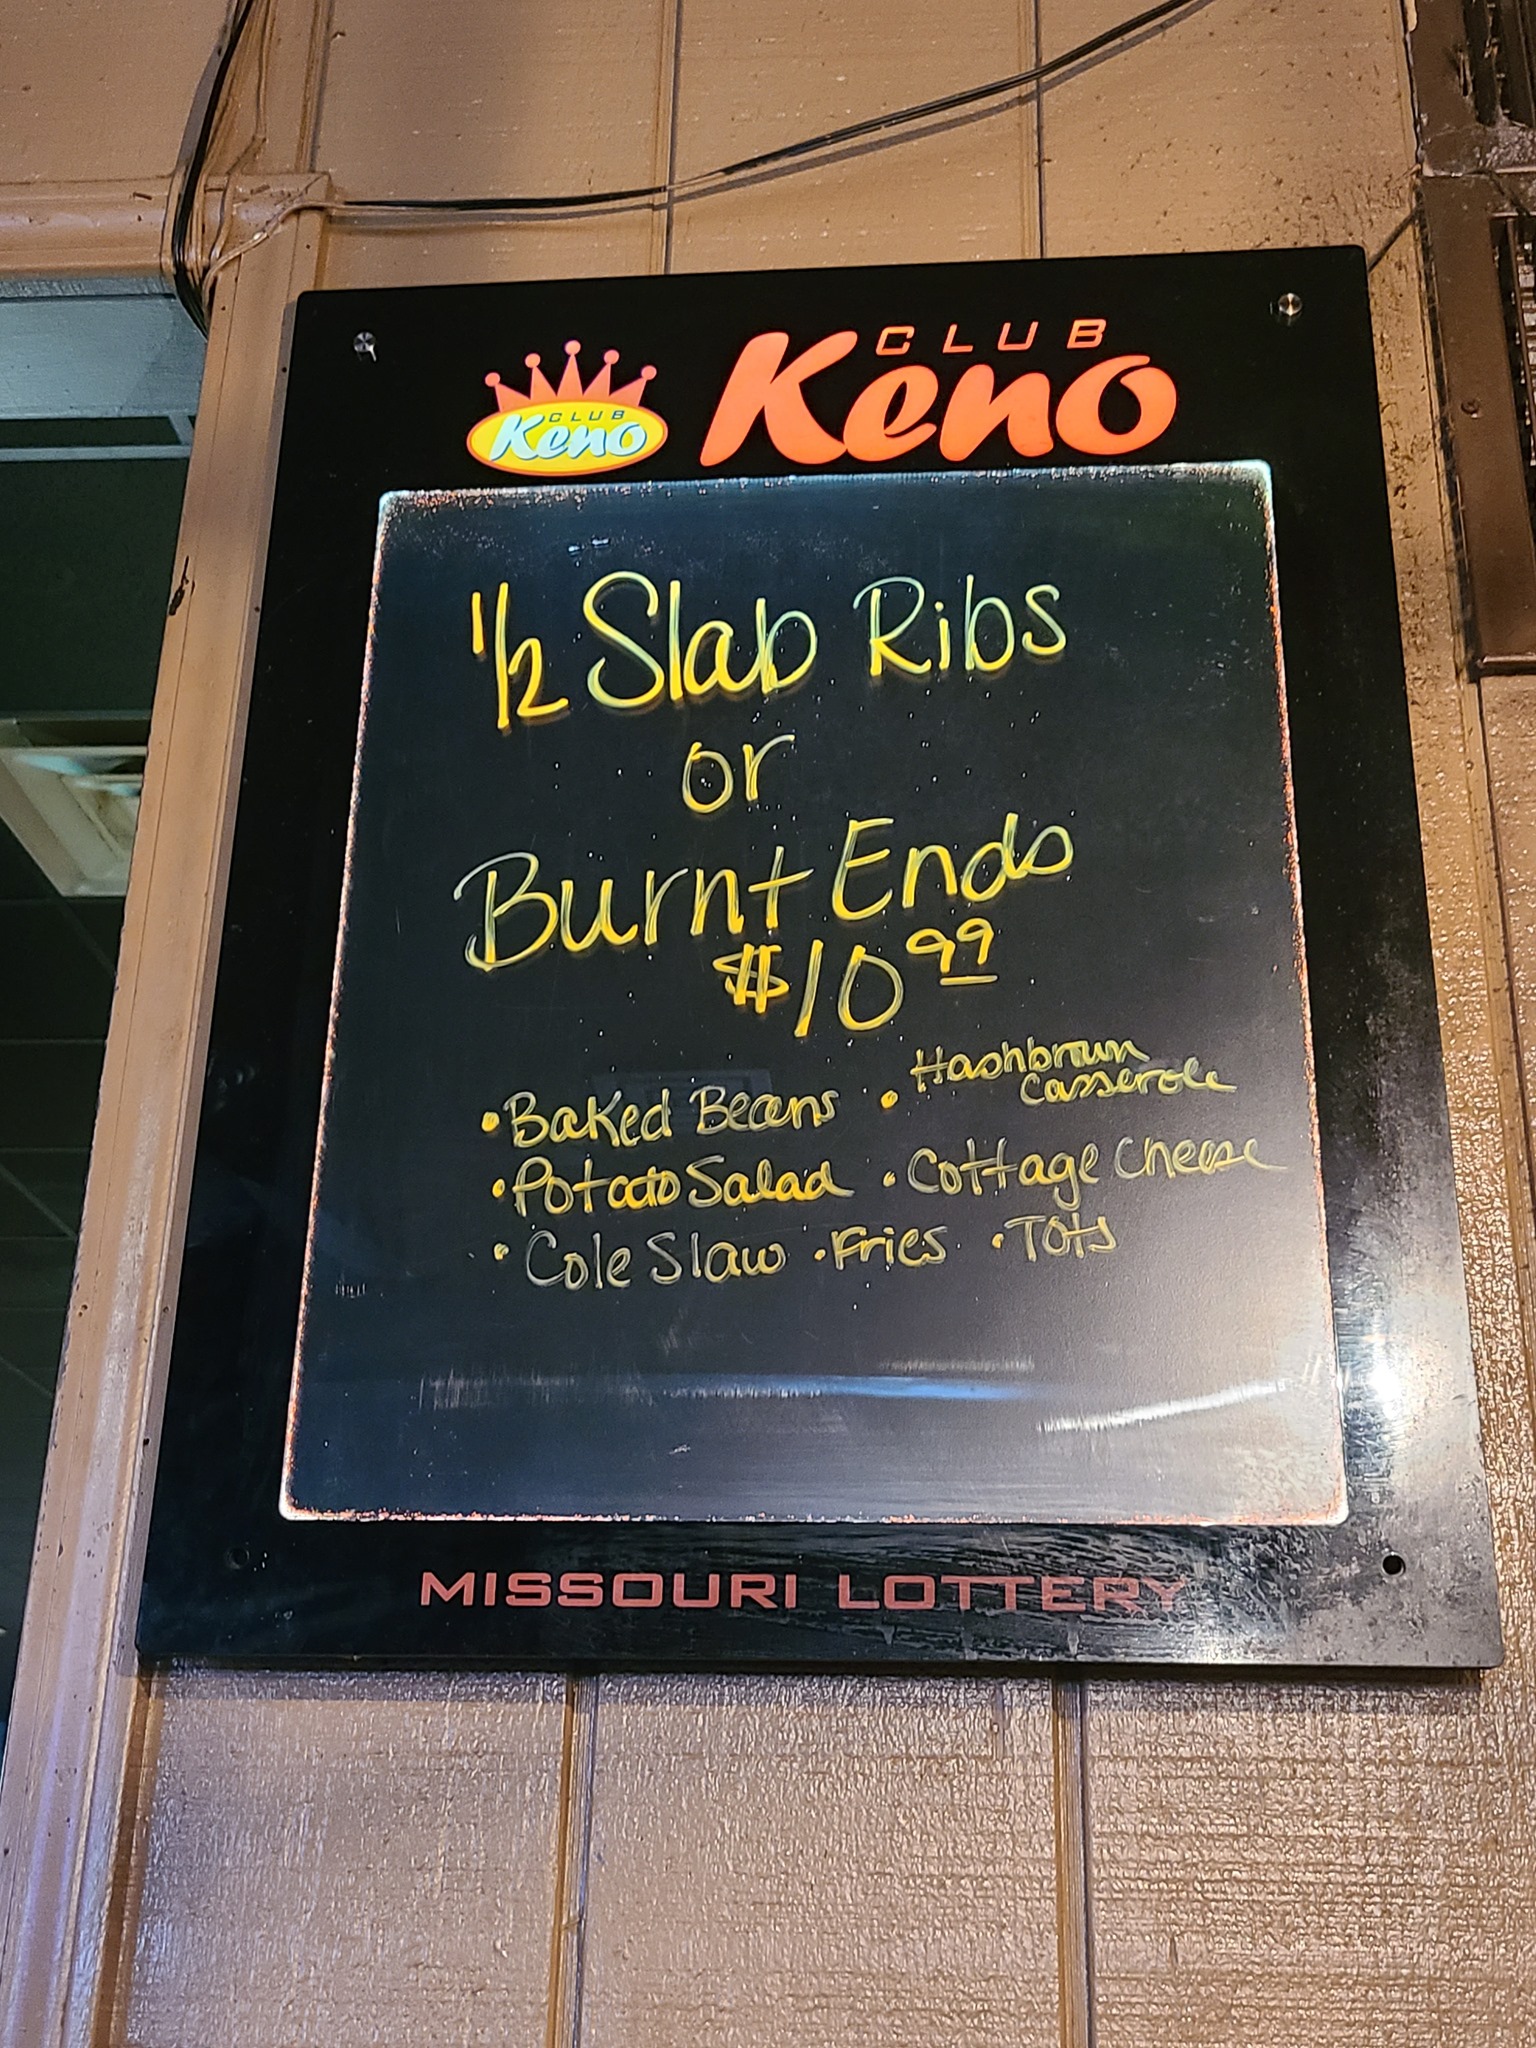 CLUB
Keno
CLUB
Keno
1/2 Slab Ribs
or
Burnt Ends
$10 99
• Baked Beans • Hashbrown Casserole
• Potato Salad • Cottage Cheese
• Cole Slaw • Fries • Tots
MISSOURI LOTTERY